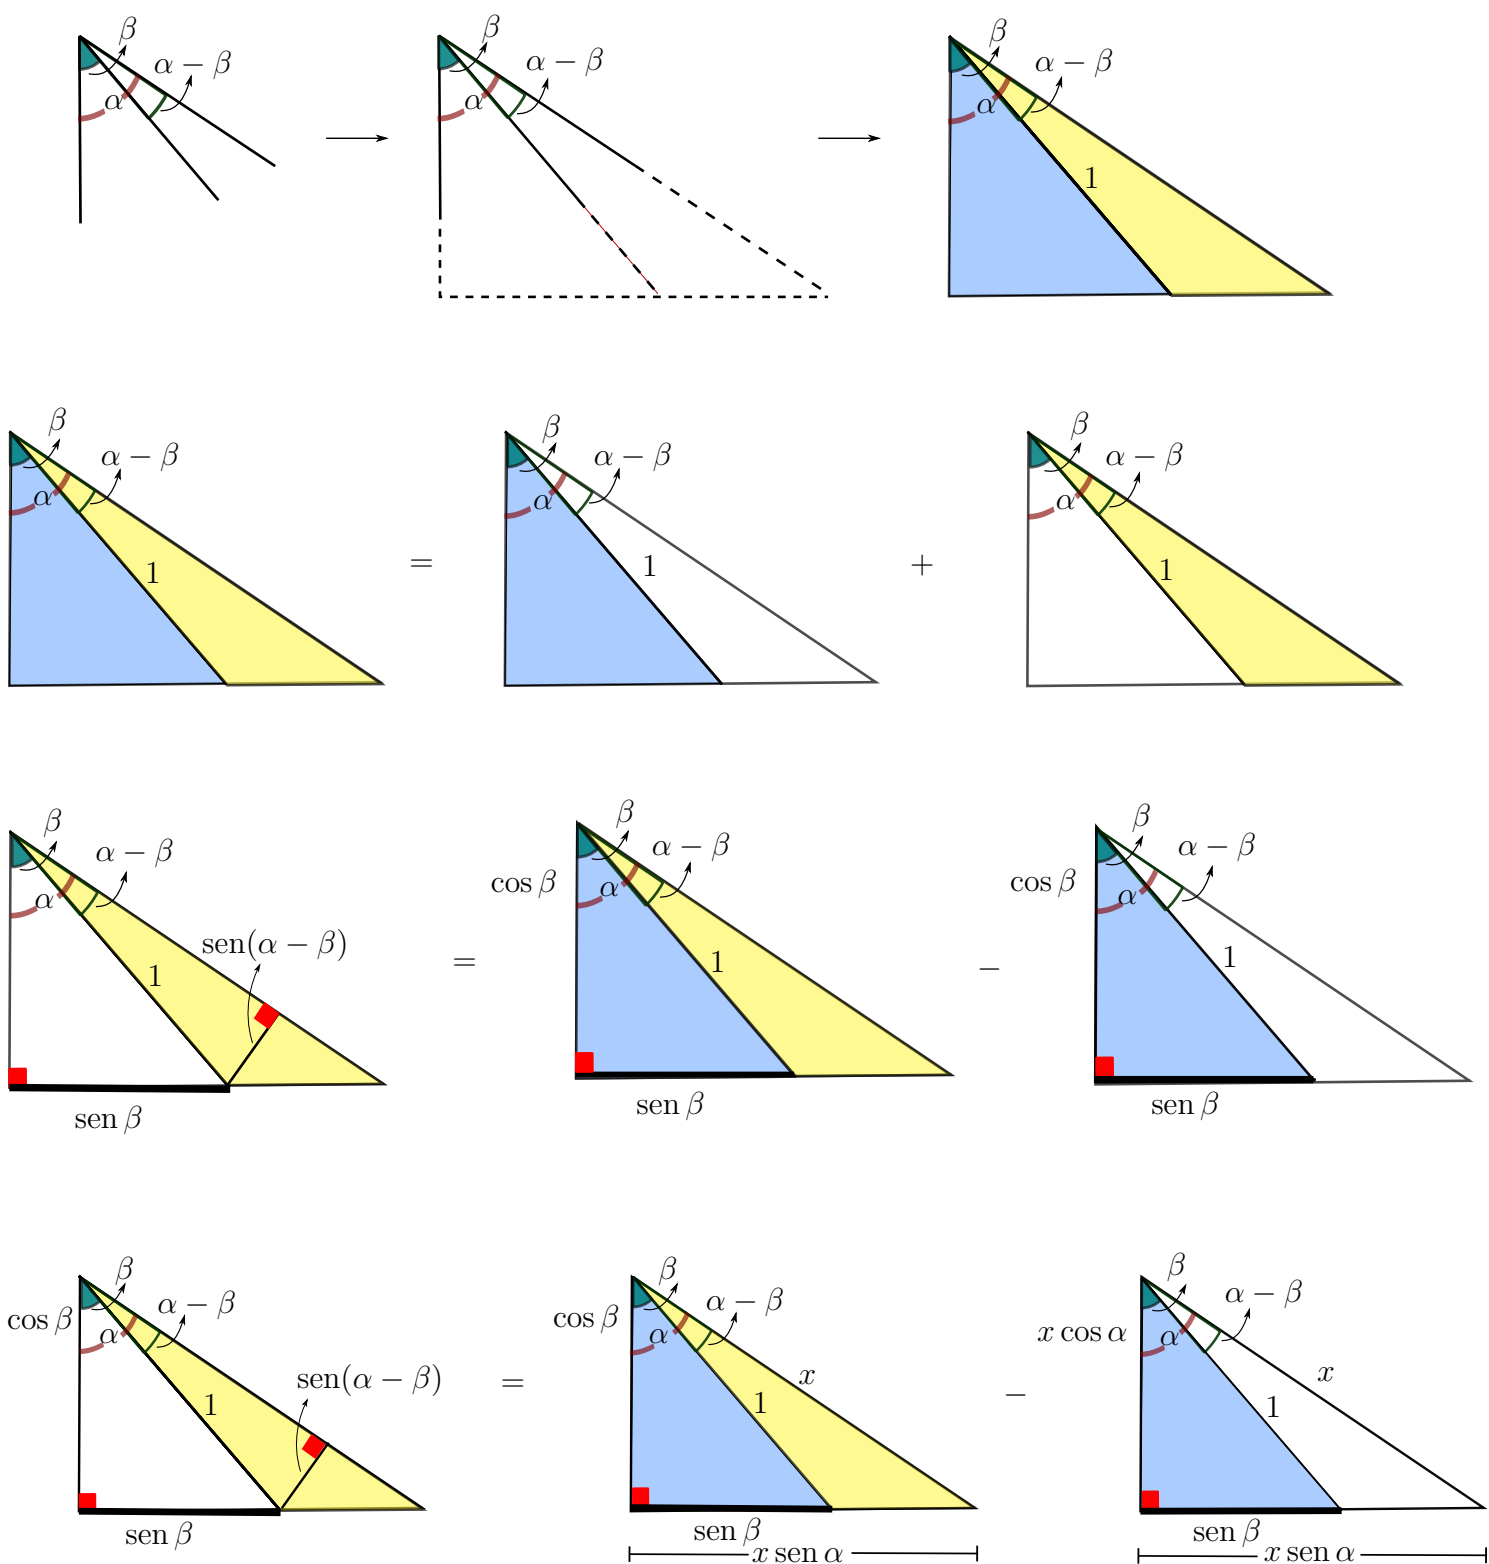 β α − β α
β α − β α
β α − β α 1
β α − β α 1
=
β α − β α 1
+
β α − β α 1
β α − β α 1 sen(α − β) sen β
=
β α − β cos β α 1 sen β
−
β α − β cos β α 1 sen β
β α − β cos β α 1 sen(α − β) sen β
=
β α − β cos β α x 1 sen β x sen α
−
β α − β x cos α α x 1 sen β x sen α